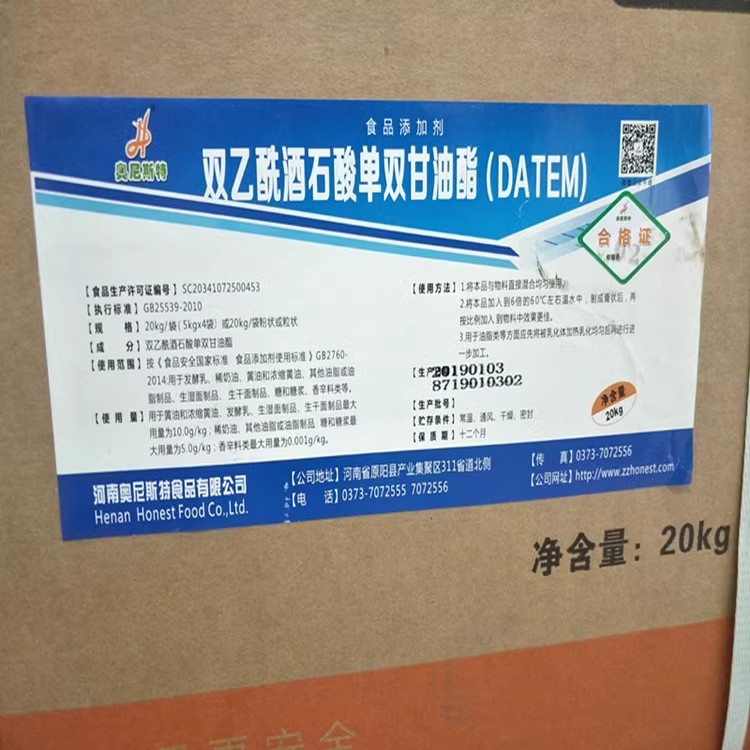 食品添加剂
奥尼斯特
双乙酰酒石酸单双甘油酯(DATEM)
合格证
【食品生产许可证编号】SC20341072500453
【执行标准】GB25539-2010
【规 格】20kg/袋(5kg×4袋)或20kg/袋粉状或粒状
【成 分】双乙酰酒石酸单双甘油酯
【使用范围】按《食品安全国家标准 食品添加剂使用标准》GB2760-
2014:用于发酵乳、稀奶油、黄油和浓缩黄油、其他油脂或油
脂制品、生湿面制品、生干面制品、糖和糖浆、香辛料类等。
【使 用 量】用于黄油和浓缩黄油、发酵乳、生湿面制品、生干面制品最大
用量为10.0g/kg；稀奶油、其他油脂或油脂制品 糖和糖浆最
大用量为5.0g/kg；香辛料类最大用量为0.001g/kg。
【使用方法】1.将本品与物料直接混合均匀使用。
2.将本品加入到6倍的60℃左右温水中，制成膏状后，再
按比例加入到物料中效果更佳。
3.用于油脂类等方面应先将被乳化体加热乳化均匀后再进行进
一步加工。
【生产
20190103
8719010302
【生产批号】
【贮存条件】常温、通风、干燥、密封
【保 质 期】十二个月
净含量
20kg
河南奥尼斯特食品有限公司
Henan Honest Food Co.,Ltd.
【公司地址】河南省原阳县产业集聚区311省道北侧
【电 话】0373-7072555 7072556
【传 真】0373-7072556
【公司网址】http://www.zzhonest.com
净含量：20kg
安全